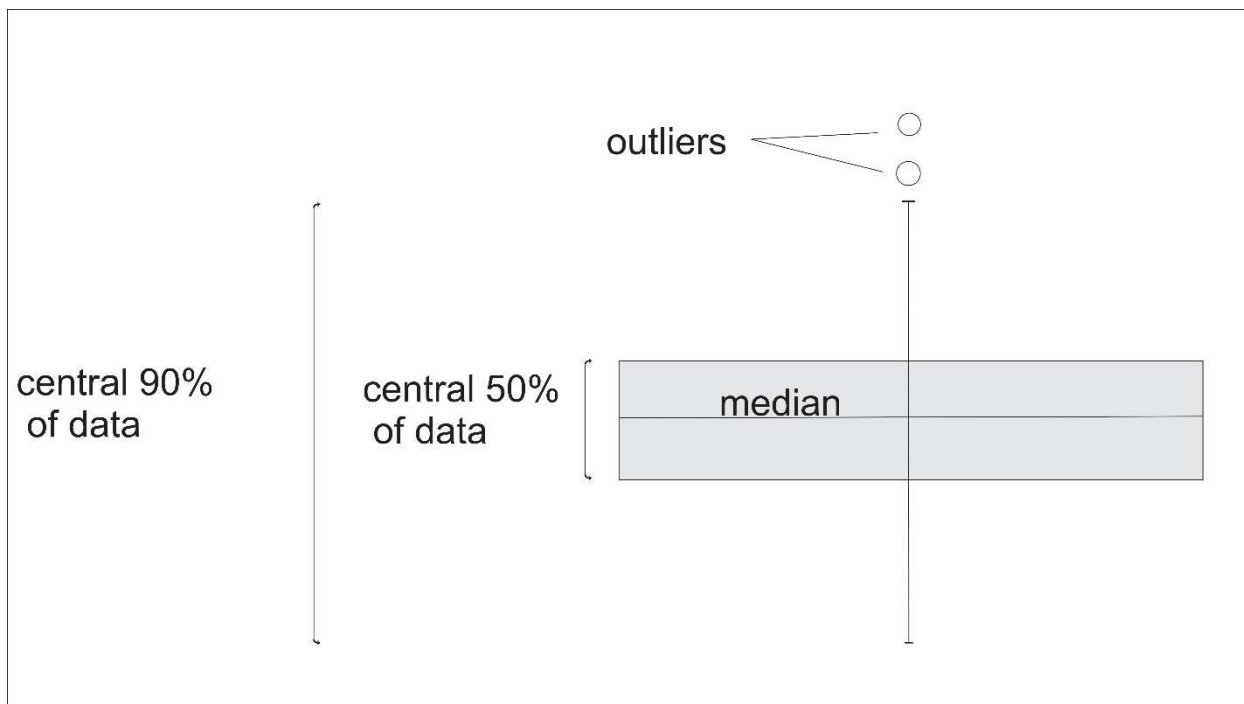 outliers
central 90%
of data
central 50%
of data
median